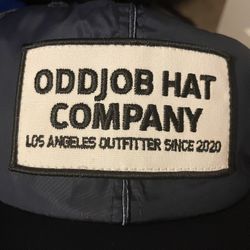 ODDJOB HAT
COMPANY
LOS ANGELES OUTFITTER SINCE 2020